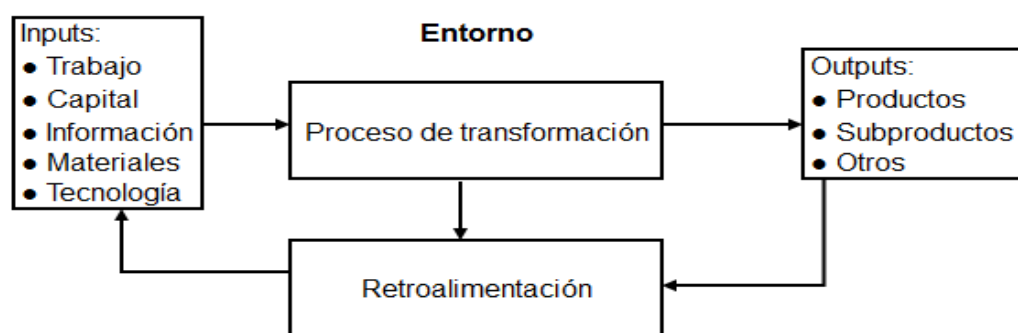 Inputs:
● Trabajo
● Capital
● Información
● Materiales
● Tecnología
Entorno
Proceso de transformación
Outputs:
● Productos
● Subproductos
● Otros
Retroalimentación